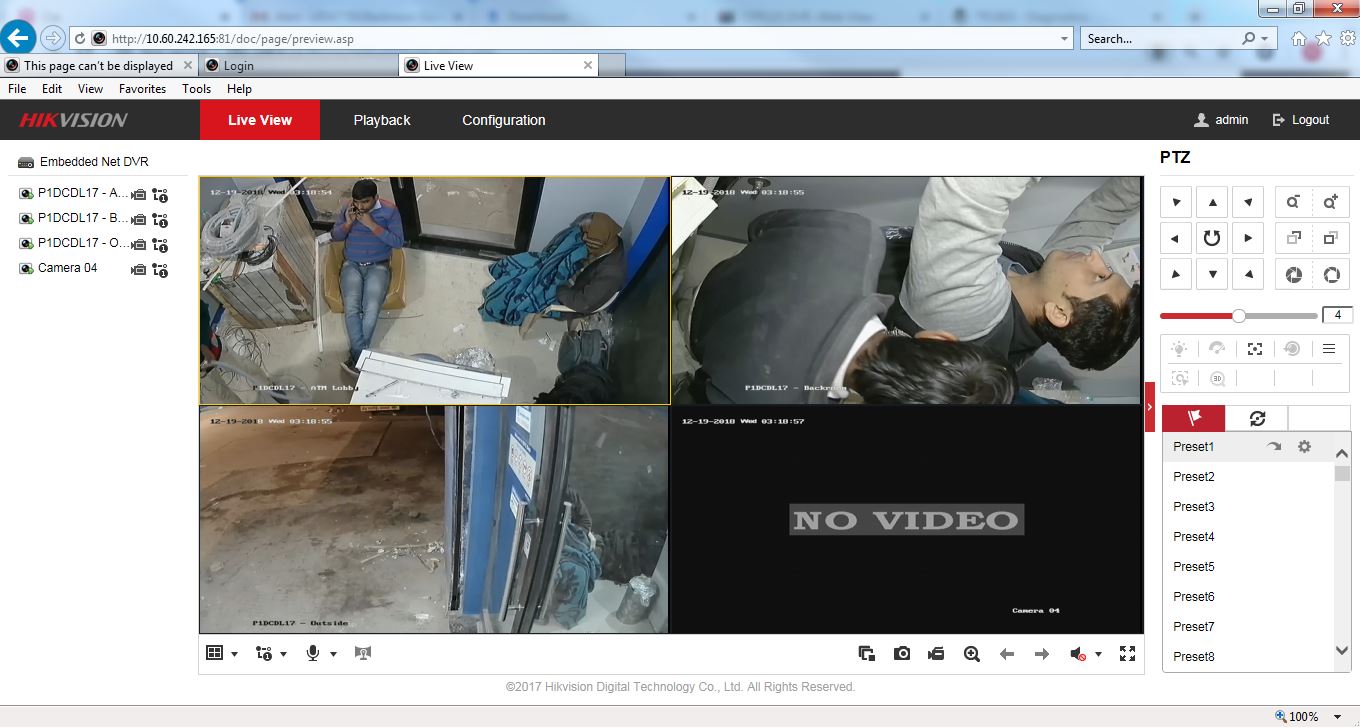 http://10.60.242.165:81/doc/page/preview.asp
Search...
This page can't be displayed
Login
Live View
File Edit View Favorites Tools Help
HIKVISION
Live View
Playback
Configuration
admin
Logout
Embedded Net DVR
P1DCDL17 - A...
P1DCDL17 - B...
P1DCDL17 - O...
Camera 04
12-19-2018 Wed 03:18:54
P1DCDL17 - ATM Lobb
12-19-2018 Wed 03:18:55
P1DCDL17 - Backroom
12-19-2018 Wed 03:18:55
P1DCDL17 - Outside
12-19-2018 Wed 03:18:57
NO VIDEO
Camera 04
PTZ
4
3D
Preset1
Preset2
Preset3
Preset4
Preset5
Preset6
Preset7
Preset8
©2017 Hikvision Digital Technology Co., Ltd. All Rights Reserved.
100%